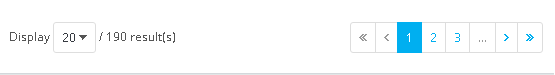 Display 20 / 190 result(s) « ‹ 1 2 3 ... › »